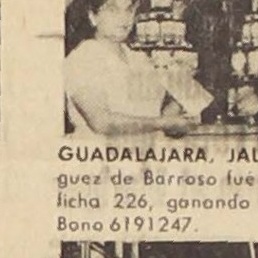 GUADALAJARA, JAL
guez de Barroso fué
ficha 226, ganando
Bono 6191247.